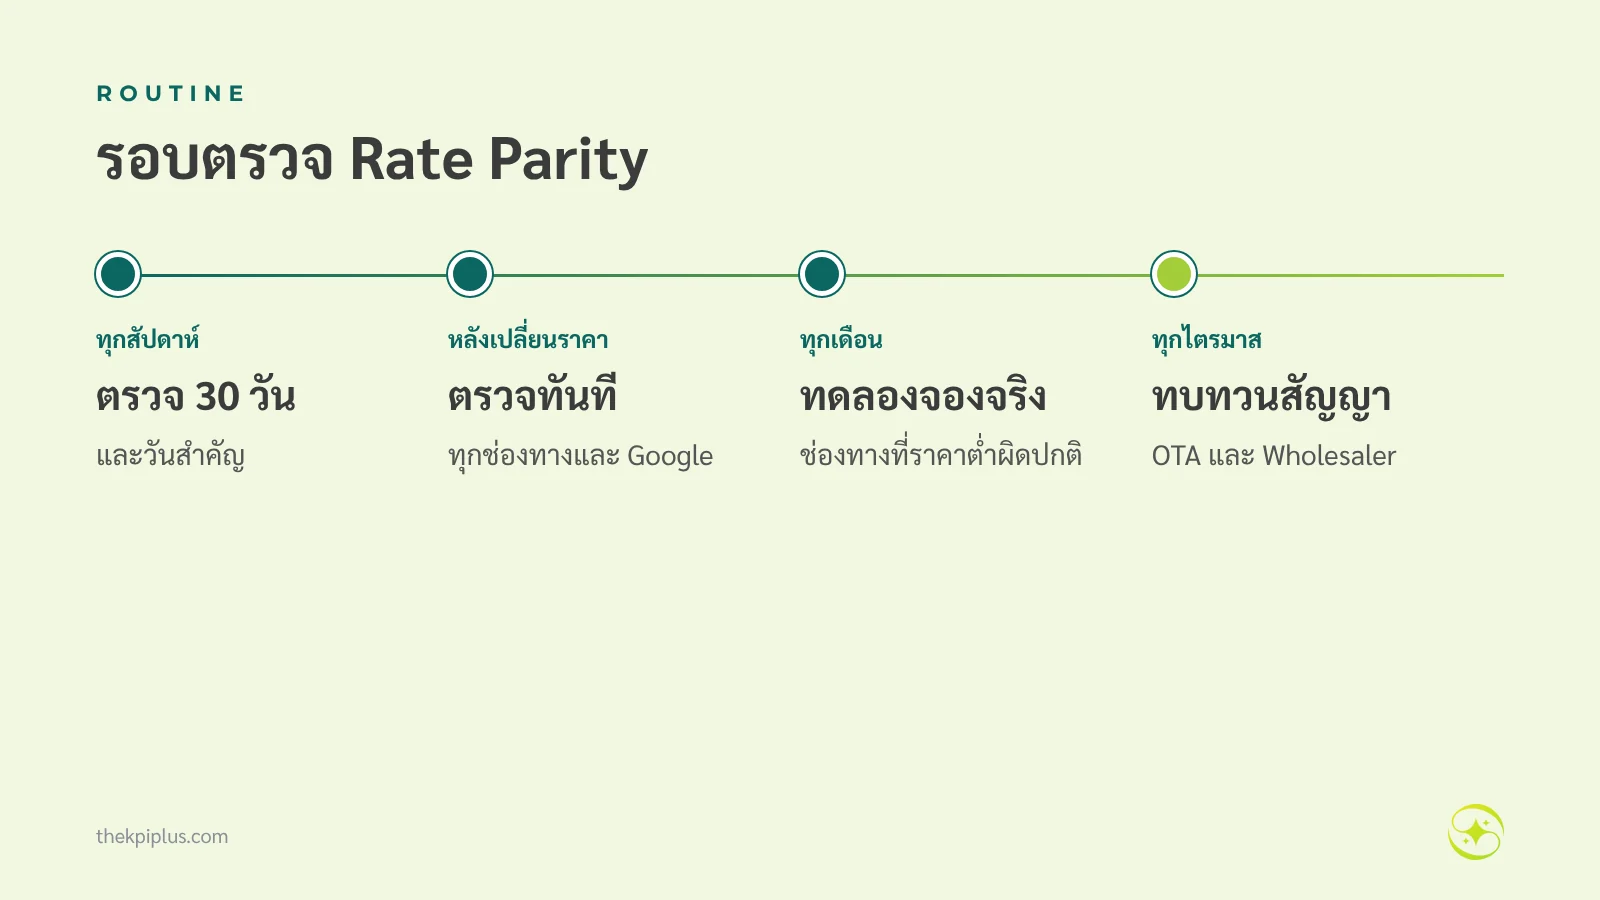 ROUTINE
รอบตรวจ Rate Parity
ทุกสัปดาห์
ตรวจ 30 วัน
และวันสำคัญ
หลังเปลี่ยนราคา
ตรวจทันที
ทุกช่องทางและ Google
ทุกเดือน
ทดลองจองจริง
ช่องทางที่ราคาต่ำผิดปกติ
ทุกไตรมาส
ทบทวนสัญญา
OTA และ Wholesaler
thekpiplus.com